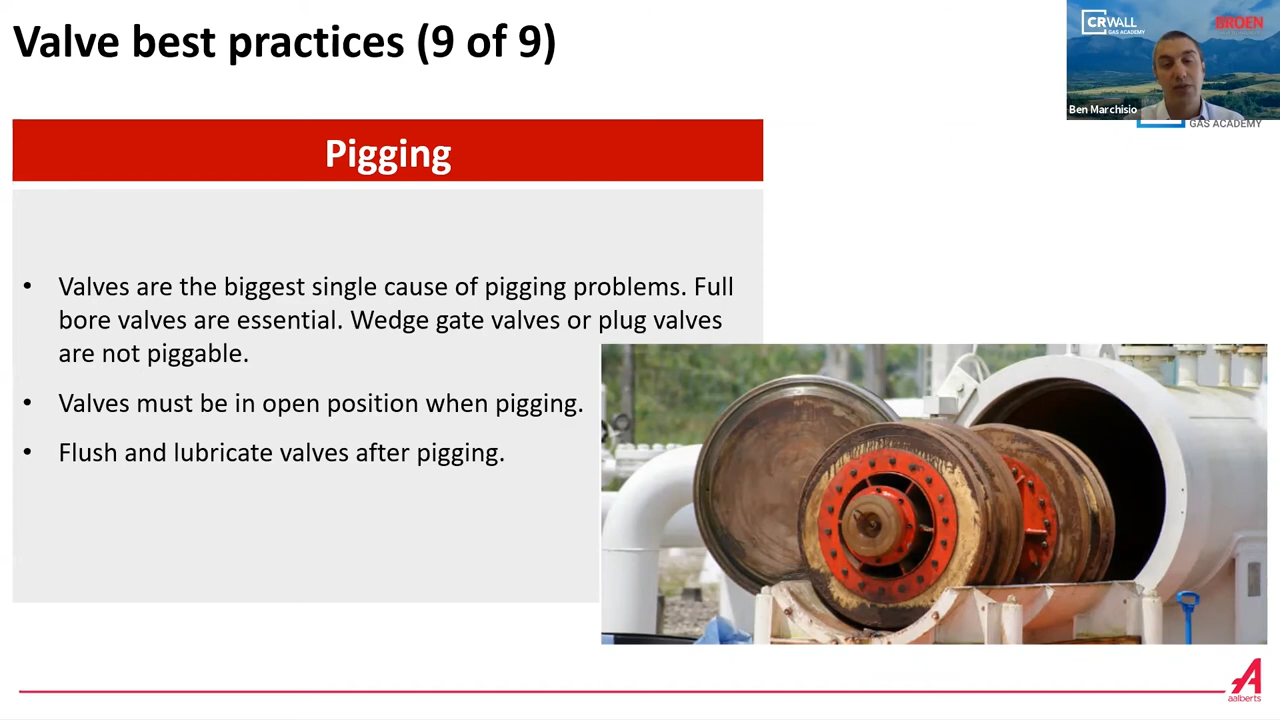 Valve best practices (9 of 9)
CRWALL
GAS ACADEMY
BROEN
Ben Marchisio
GAS ACADEMY
Pigging
• Valves are the biggest single cause of pigging problems. Full
bore valves are essential. Wedge gate valves or plug valves
are not piggable.
• Valves must be in open position when pigging.
• Flush and lubricate valves after pigging.
aalberts